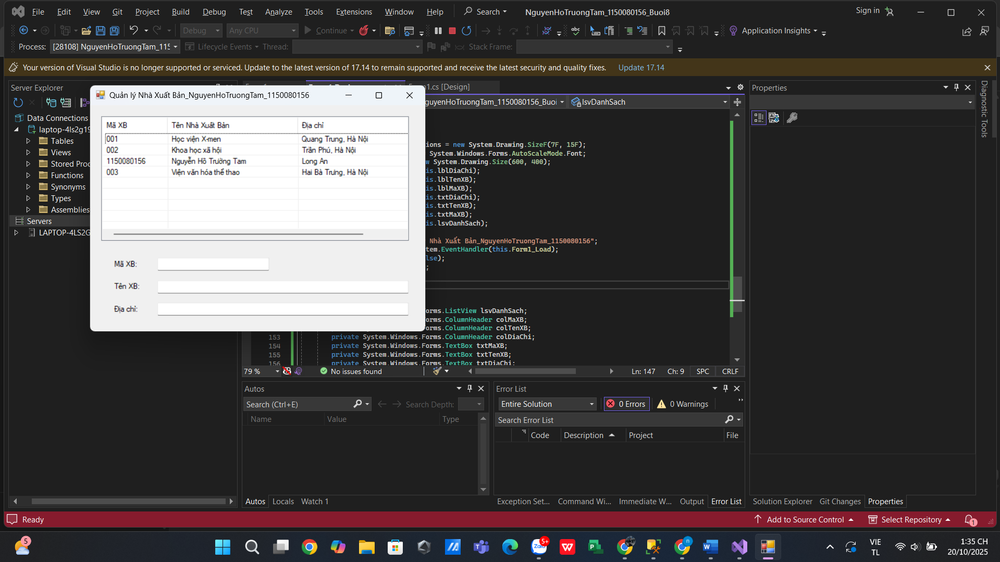 File Edit View Git Project Build Debug Test Analyze Tools Extensions Window Help Search NguyenHoTruongTam_1150080156_Buoi8 Sign in
Debug Any CPU Continue Application Insights
Process: [28108] NguyenHoTruongTam_115 Lifecycle Events Thread: Stack Frame:
Your version of Visual Studio is no longer supported or serviced. Update to the latest version of 17.14 to remain supported and receive the latest security and quality fixes. Update 17.14
Server Explorer
Data Connections
laptop-4ls2g19
Tables
Views
Stored Proc
Functions
Synonyms
Types
Assemblies
Servers
LAPTOP-4LS2G
Quản lý Nhà Xuất Bản_NguyenHoTruongTam_1150080156
Mã XB Tên Nhà Xuất Bản Địa chỉ
001 Học viện X-men Quang Trung, Hà Nội
002 Khoa học xã hội Trần Phú, Hà Nội
1150080156 Nguyễn Hồ Trường Tam Long An
003 Viện văn hóa thể thao Hai Bà Trưng, Hà Nội
Mã XB:
Tên XB:
Địa chỉ:
n1.cs [Design]
guyenHoTruongTam_1150080156_Buoi lsvDanhSach
ions = new System.Drawing.SizeF(7F, 15F);
System.Windows.Forms.AutoScaleMode.Font;
w System.Drawing.Size(600, 400);
is.lblDiaChi);
is.lblTenXB);
is.lblMaXB);
is.txtDiaChi);
is.txtTenXB);
is.txtMaXB);
is.lsvDanhSach);
Nhà Xuất Bản_NguyenHoTruongTam_1150080156";
tem.EventHandler(this.Form1_Load);
lse);
;
orms.ListView lsvDanhSach;
orms.ColumnHeader colMaXB;
orms.ColumnHeader colTenXB;
153 private System.Windows.Forms.ColumnHeader colDiaChi;
154 private System.Windows.Forms.TextBox txtMaXB;
155 private System.Windows.Forms.TextBox txtTenXB;
156 private System.Windows.Forms.TextBox txtDiaChi;
79 % No issues found Ln: 147 Ch: 9 SPC CRLF
Autos
Search (Ctrl+E) Search Depth:
Name Value Type
Autos Locals Watch 1
Error List
Entire Solution 0 Errors 0 Warnings
Search Error List
Code Description Project File
Exception Set... Command Wi... Immediate W... Output Error List
Properties
Diagnostic Tools
Solution Explorer Git Changes Properties
Ready Add to Source Control Select Repository 1
5
5+
Zalo
n
VIE
TL
1:35 CH
20/10/2025